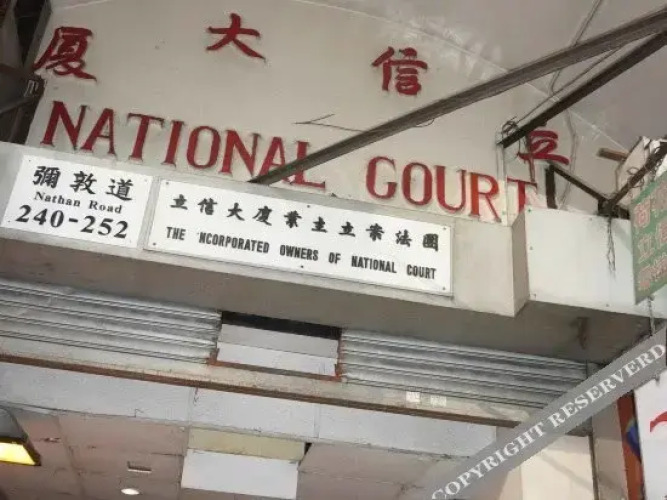 廈 大 信 立
NATIONAL COURT
彌敦道
Nathan Road
240-252
立信大廈業主立案法團
THE INCORPORATED OWNERS OF NATIONAL COURT
COPYRIGHT RESERVERD